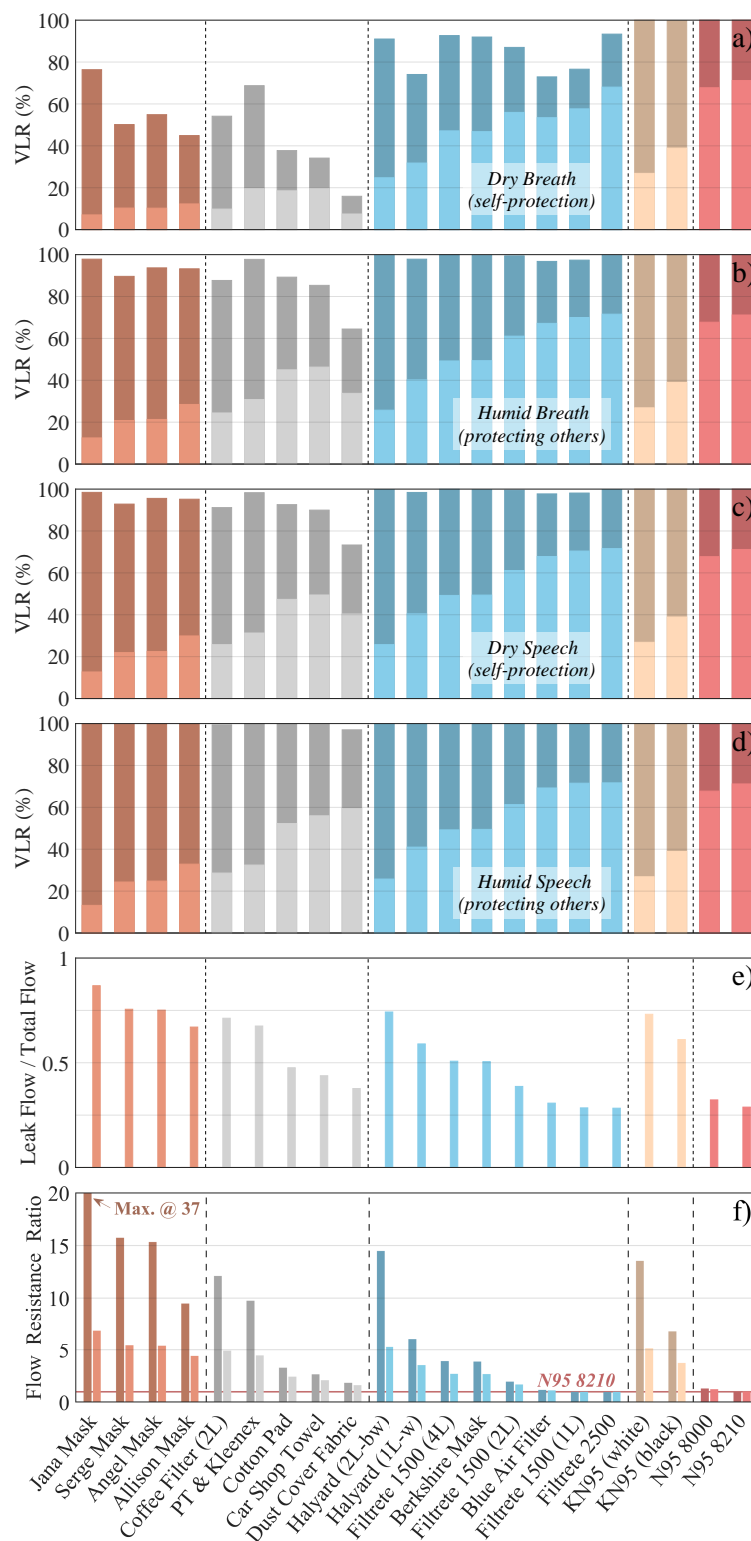 100
80
60
40
20
0
VLR (%)
a)
Dry Breath
(self-protection)
100
80
60
40
20
0
VLR (%)
b)
Humid Breath
(protecting others)
100
80
60
40
20
0
VLR (%)
c)
Dry Speech
(self-protection)
100
80
60
40
20
0
VLR (%)
d)
Humid Speech
(protecting others)
1
0.5
0
Leak Flow / Total Flow
e)
20
15
10
5
0
Flow Resistance Ratio
f)
Max. @ 37
N95 8210
Jana Mask
Serge Mask
Angel Mask
Allison Mask
Coffee Filter (2L)
PT & Kleenex
Cotton Pad
Car Shop Towel
Dust Cover Fabric
Halyard (2L-bw)
Halyard (1L-w)
Filtrete 1500 (4L)
Berkshire Mask
Filtrete 1500 (2L)
Blue Air Filter
Filtrete 1500 (1L)
Filtrete 2500
KN95 (white)
KN95 (black)
N95 8000
N95 8210